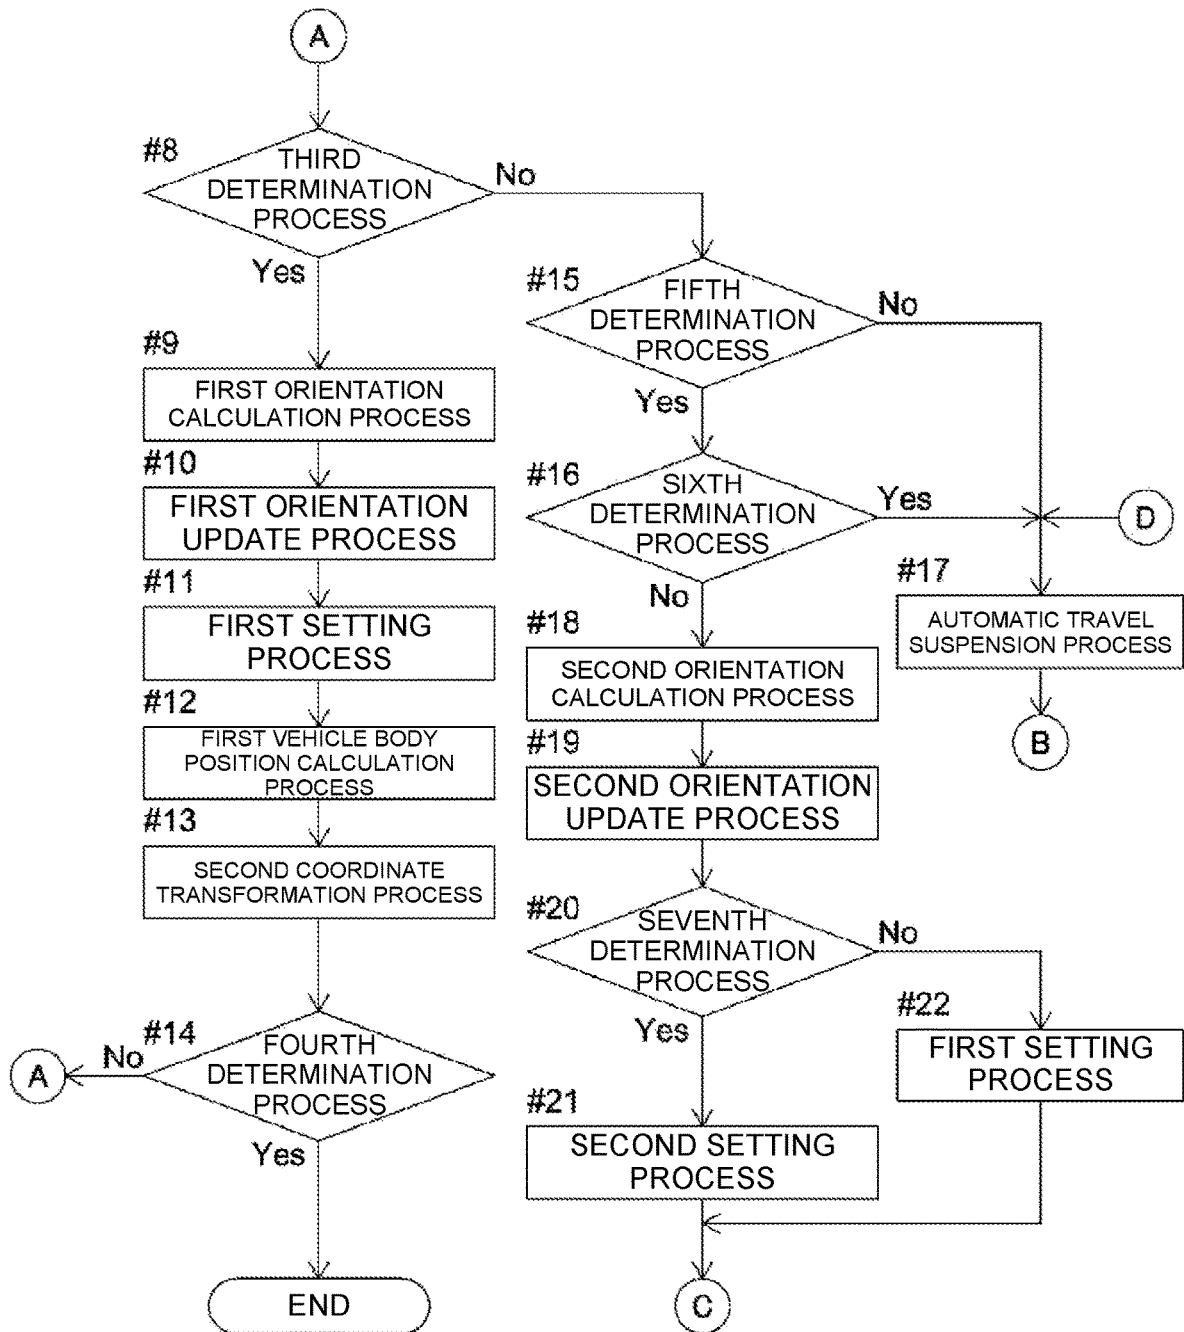 A
#8
THIRD
DETERMINATION
PROCESS
No
Yes
#9
FIRST ORIENTATION
CALCULATION PROCESS
#10
FIRST ORIENTATION
UPDATE PROCESS
#11
FIRST SETTING
PROCESS
#12
FIRST VEHICLE BODY
POSITION CALCULATION
PROCESS
#13
SECOND COORDINATE
TRANSFORMATION PROCESS
#14
FOURTH
DETERMINATION
PROCESS
No
A
Yes
END
#15
FIFTH
DETERMINATION
PROCESS
No
Yes
#16
SIXTH
DETERMINATION
PROCESS
Yes
D
No
#17
AUTOMATIC TRAVEL
SUSPENSION PROCESS
B
#18
SECOND ORIENTATION
CALCULATION PROCESS
#19
SECOND ORIENTATION
UPDATE PROCESS
#20
SEVENTH
DETERMINATION
PROCESS
No
Yes
#22
FIRST SETTING
PROCESS
#21
SECOND SETTING
PROCESS
C